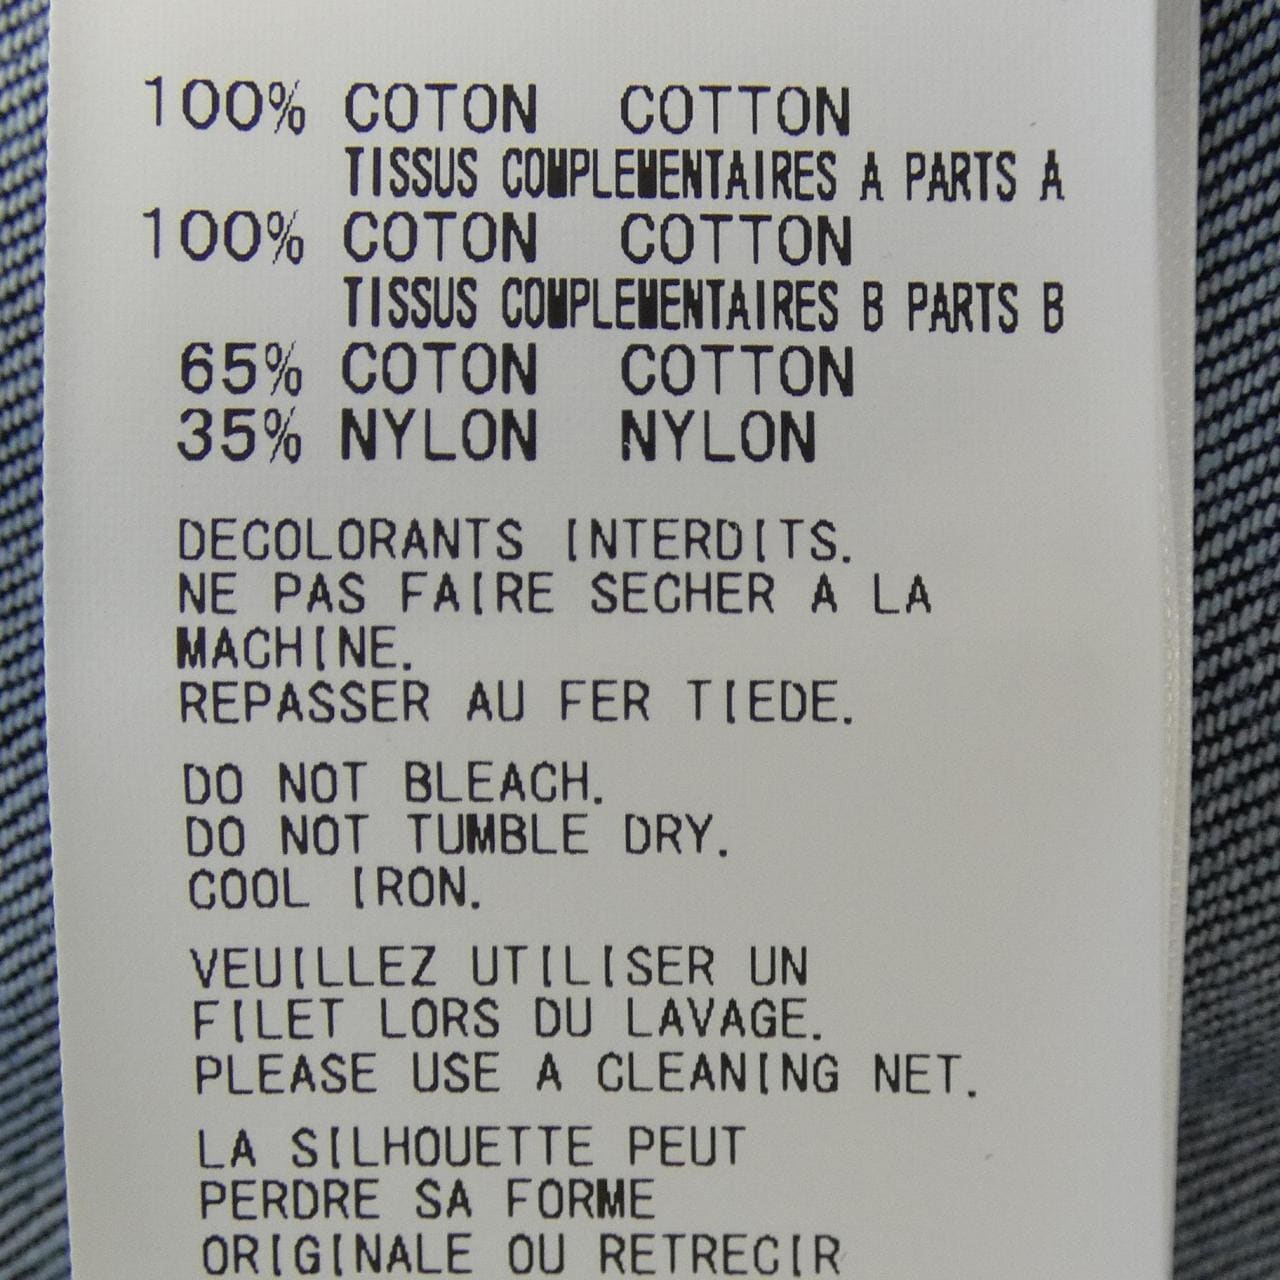 100% COTON COTTON
TISSUS COMPLEMENTAIRES A PARTS A
100% COTON COTTON
TISSUS COMPLEMENTAIRES B PARTS B
65% COTON COTTON
35% NYLON NYLON
DECOLORANTS INTERDITS.
NE PAS FAIRE SECHER A LA
MACHINE.
REPASSER AU FER TIEDE.
DO NOT BLEACH.
DO NOT TUMBLE DRY.
COOL IRON.
VEUILLEZ UTILISER UN
FILET LORS DU LAVAGE.
PLEASE USE A CLEANING NET.
LA SILHOUETTE PEUT
PERDRE SA FORME
ORIGINALE OU RETRECIR